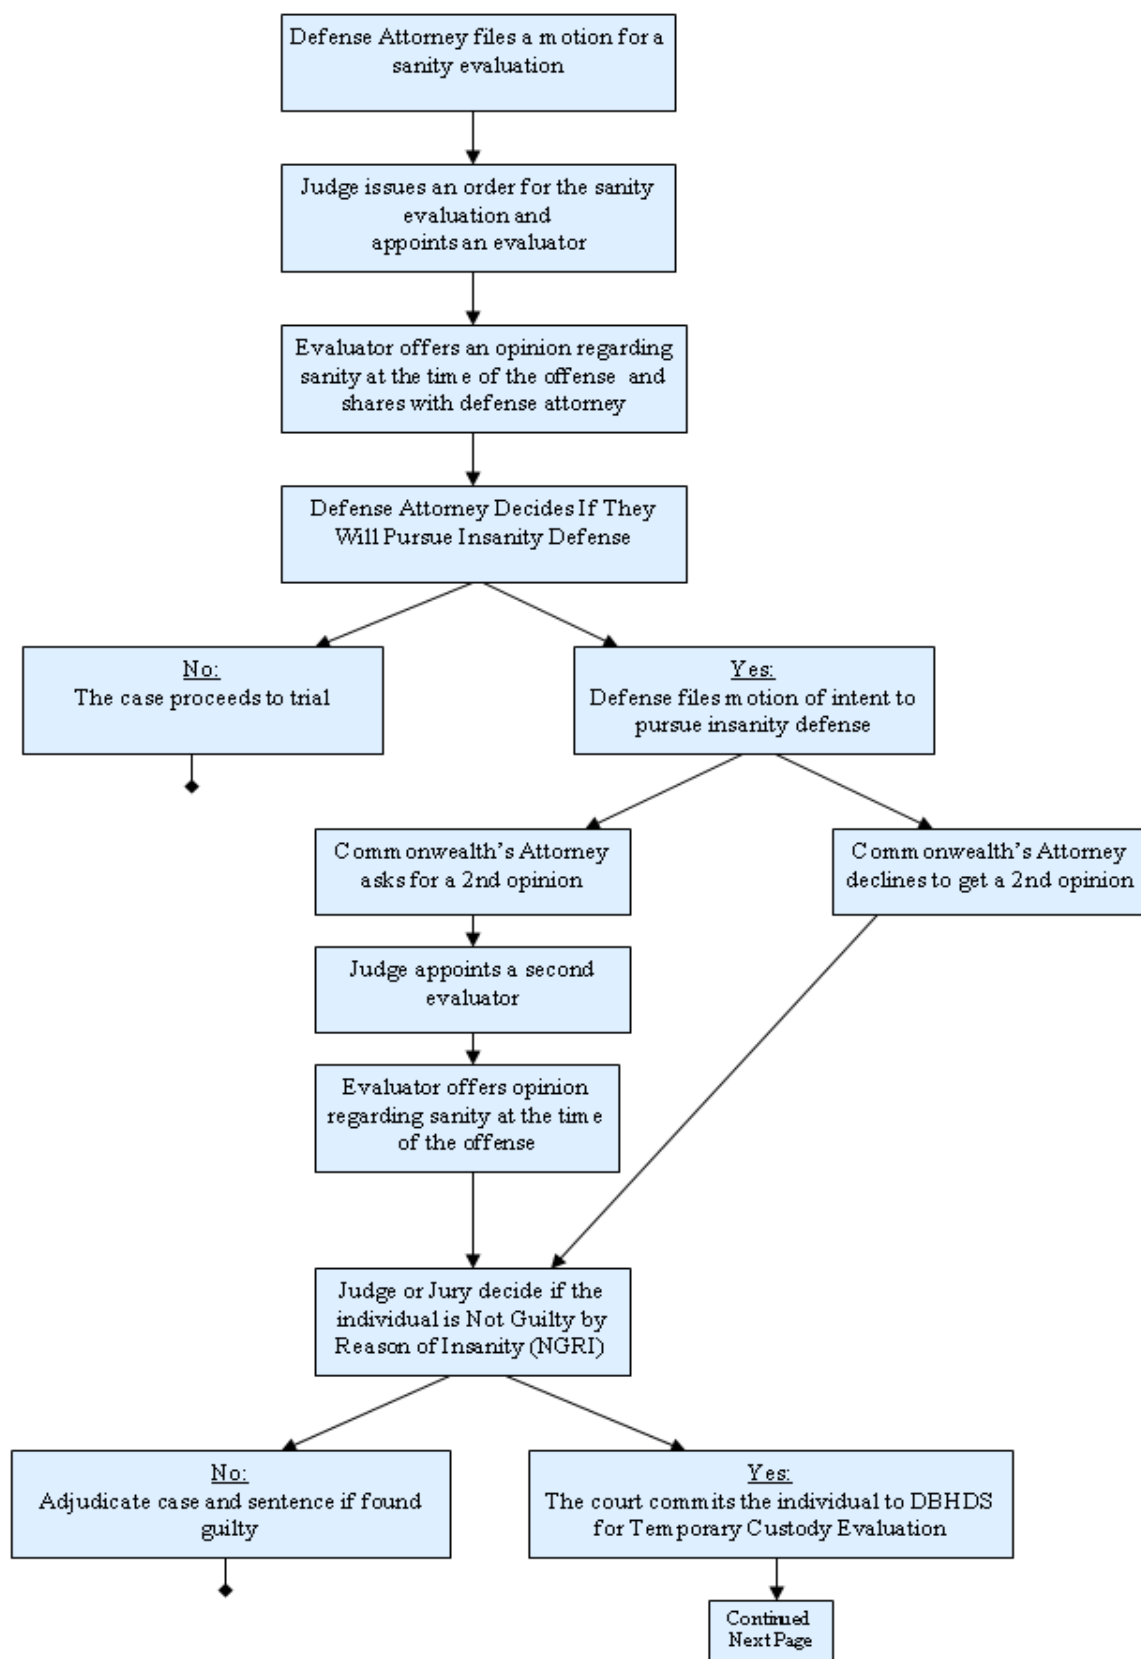 Defense Attorney files a motion for a
sanity evaluation
Judge issues an order for the sanity
evaluation and
appoints an evaluator
Evaluator offers an opinion regarding
sanity at the time of the offense and
shares with defense attorney
Defense Attorney Decides If They
Will Pursue Insanity Defense
No:
The case proceeds to trial
Yes:
Defense files motion of intent to
pursue insanity defense
Commonwealth's Attorney
asks for a 2nd opinion
Commonwealth's Attorney
declines to get a 2nd opinion
Judge appoints a second
evaluator
Evaluator offers opinion
regarding sanity at the time
of the offense
Judge or Jury decide if the
individual is Not Guilty by
Reason of Insanity (NGRI)
No:
Adjudicate case and sentence if found
guilty
Yes:
The court commits the individual to DBHDS
for Temporary Custody Evaluation
Continued
Next Page